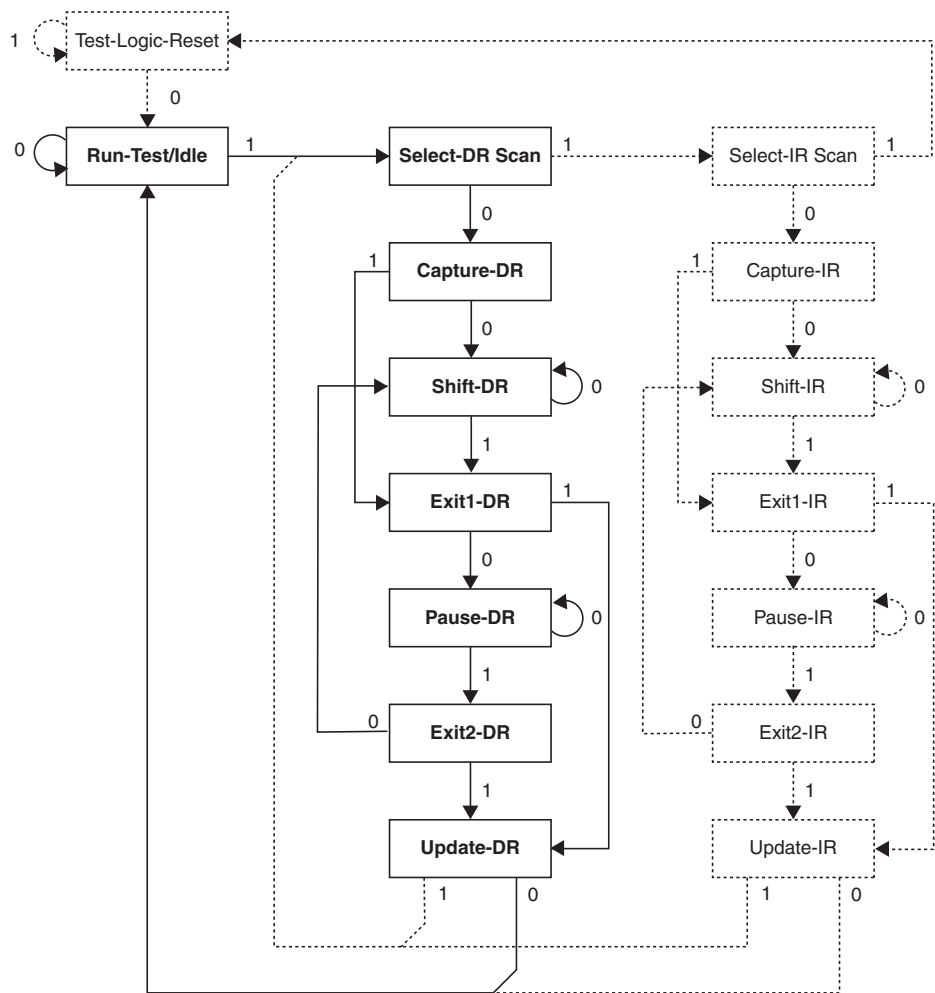 1 Test-Logic-Reset
0
0 Run-Test/Idle 1 Select-DR Scan 1 Select-IR Scan 1
0 0
1 Capture-DR 1 Capture-IR
0 0
Shift-DR 0 Shift-IR 0
1 1
Exit1-DR 1 Exit1-IR 1
0 0
Pause-DR 0 Pause-IR 0
1 1
0 Exit2-DR 0 Exit2-IR
1 1
Update-DR Update-IR
1 0 1 0